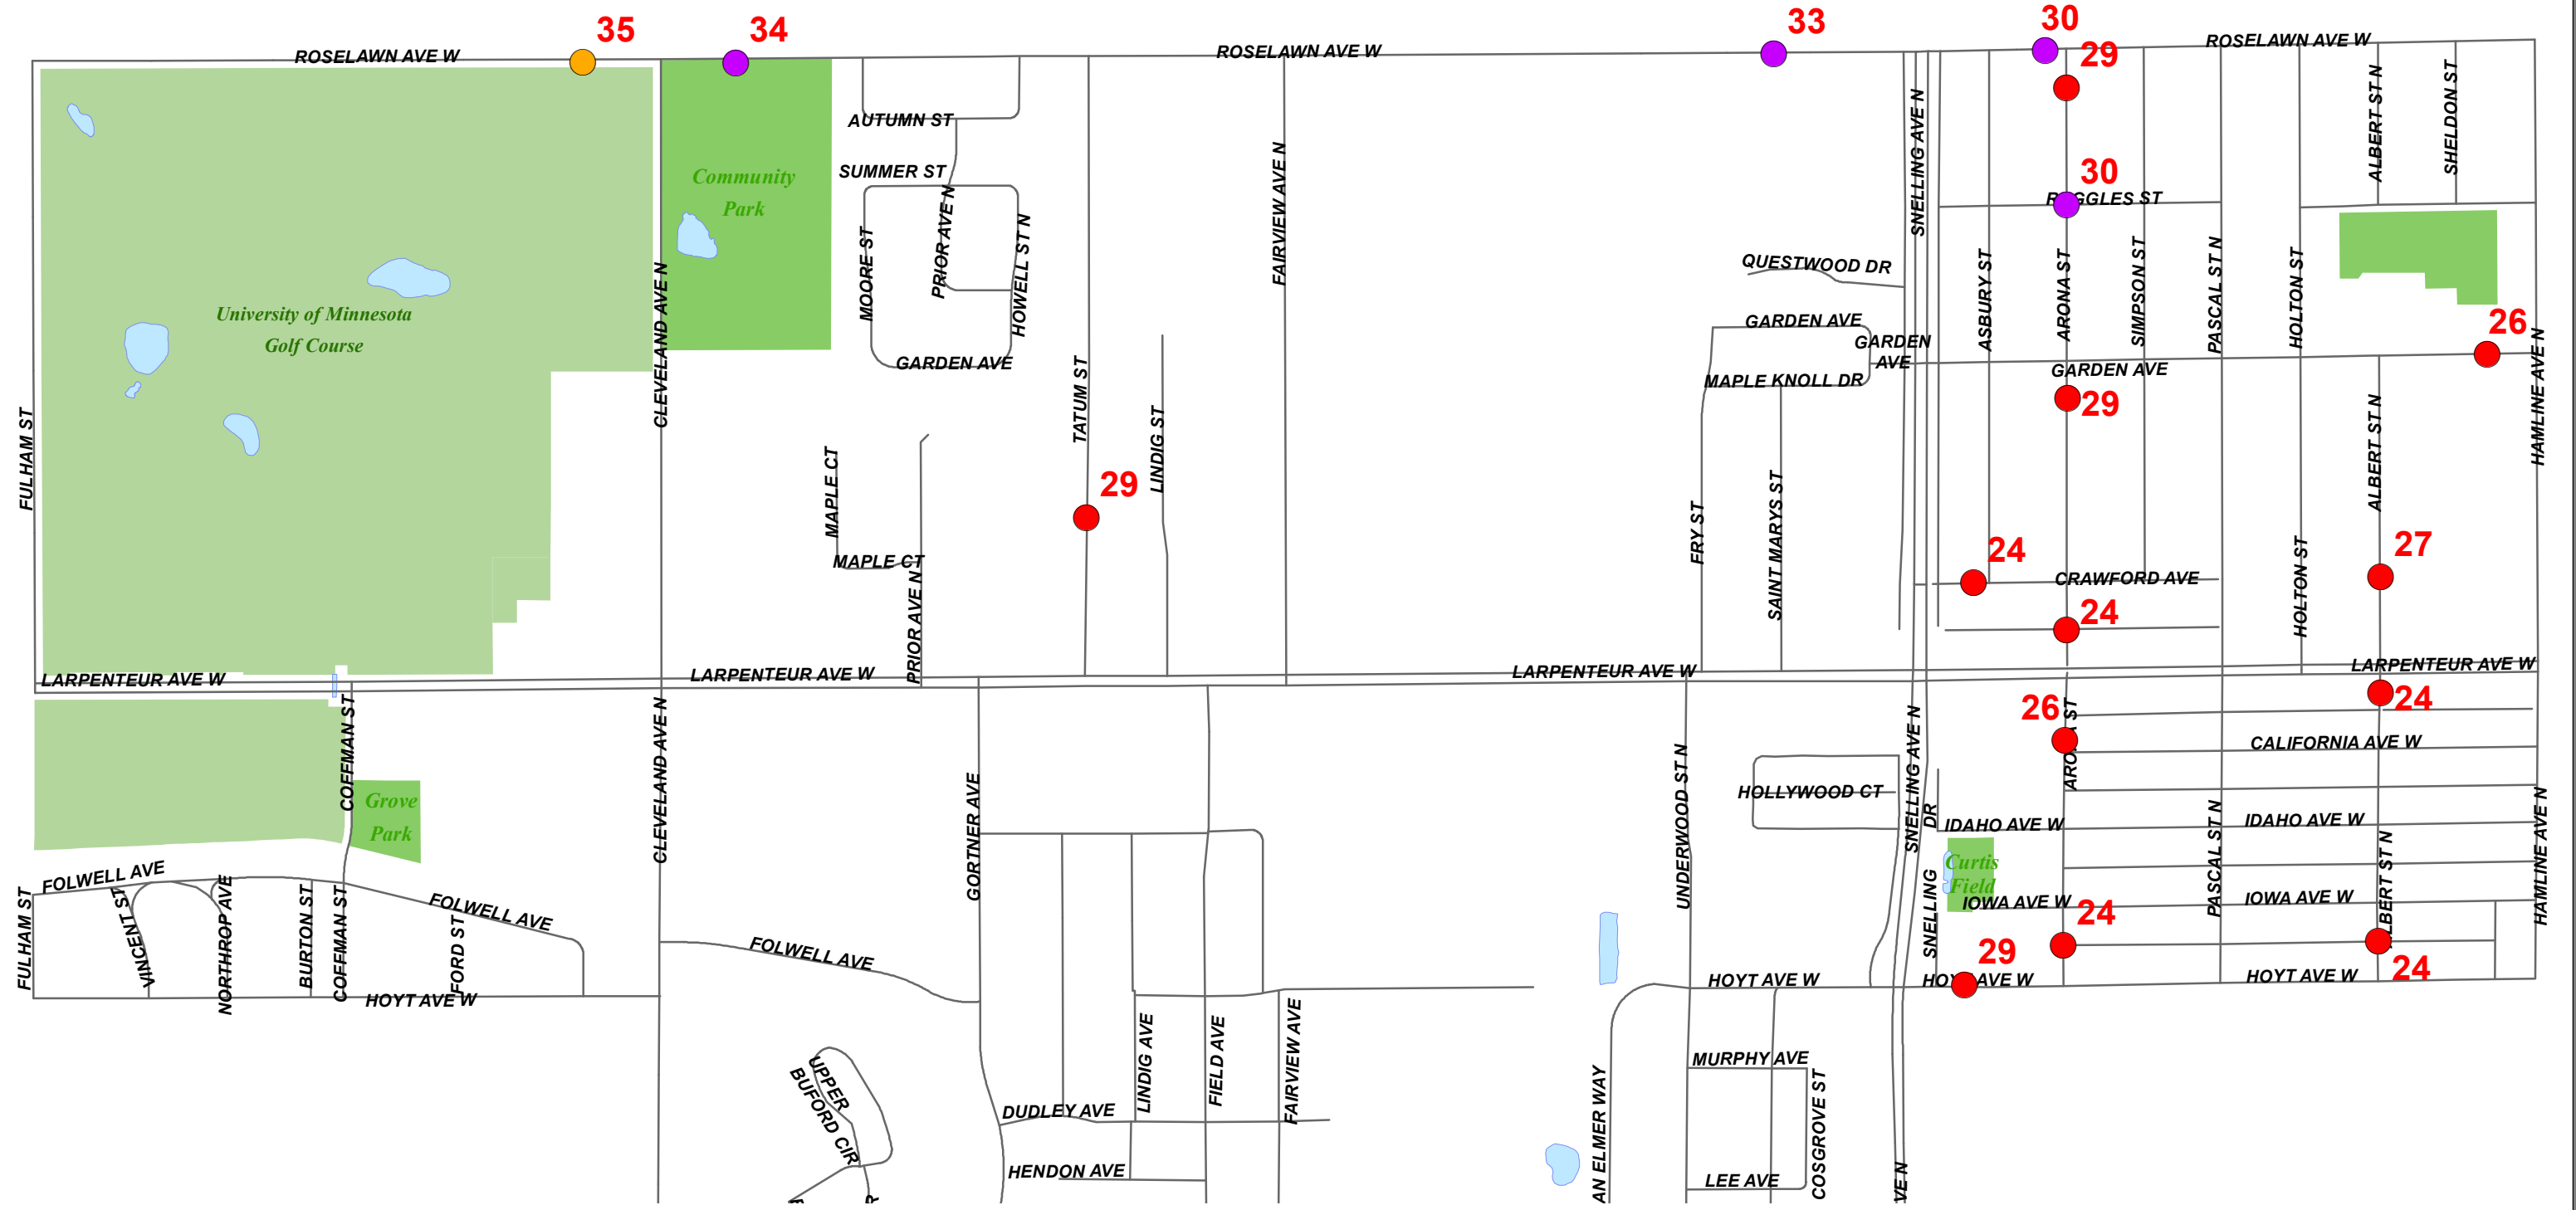 35
34
33
30
ROSELAWN AVE W
ROSELAWN AVE W
ROSELAWN AVE W
29
ALBERT ST N
SHELDON ST
SNELLING AVE N
AUTUMN ST
Community
Park
SUMMER ST
30
FAIRVIEW AVE N
PRIOR AVE N
HOWELL ST N
MOORE ST
QUESTWOOD DR
ASBURY ST
ARONA ST
SIMPSON ST
PASCAL ST N
HOLTON ST
University of Minnesota
Golf Course
CLEVELAND AVE N
GARDEN AVE
GARDEN
AVE
GARDEN AVE
GARDEN AVE
26
HAMLINE AVE N
MAPLE KNOLL DR
29
FULHAM ST
TATUM ST
LINDIG ST
ALBERT ST N
MAPLE CT
29
FRY ST
SAINT MARYS ST
24
27
MAPLE CT
PRIOR AVE N
CRAWFORD AVE
HOLTON ST
24
LARPENTEUR AVE W
LARPENTEUR AVE W
LARPENTEUR AVE W
LARPENTEUR AVE W
24
26
COFFMAN ST
CLEVELAND AVE N
GORTNER AVE
UNDERWOOD ST N
SNELLING AVE N
CALIFORNIA AVE W
Grove
Park
HOLLYWOOD CT
IDAHO AVE W
IDAHO AVE W
SNELLING DR
Curtis
Field
PASCAL ST N
HAMLINE AVE N
FOLWELL AVE
IOWA AVE W
IOWA AVE W
24
FULHAM ST
VINCENT ST
NORTHROP AVE
BURTON ST
COFFMAN ST
FORD ST
FOLWELL AVE
FOLWELL AVE
29
24
HOYT AVE W
HOYT AVE W
AVE W
HOYT AVE W
LINDIG AVE
FIELD AVE
FAIRVIEW AVE
UPPER
BUFORD CIR
MURPHY AVE
DUDLEY AVE
AN ELMER WAY
COSGROVE ST
HENDON AVE
LEE AVE
VE N